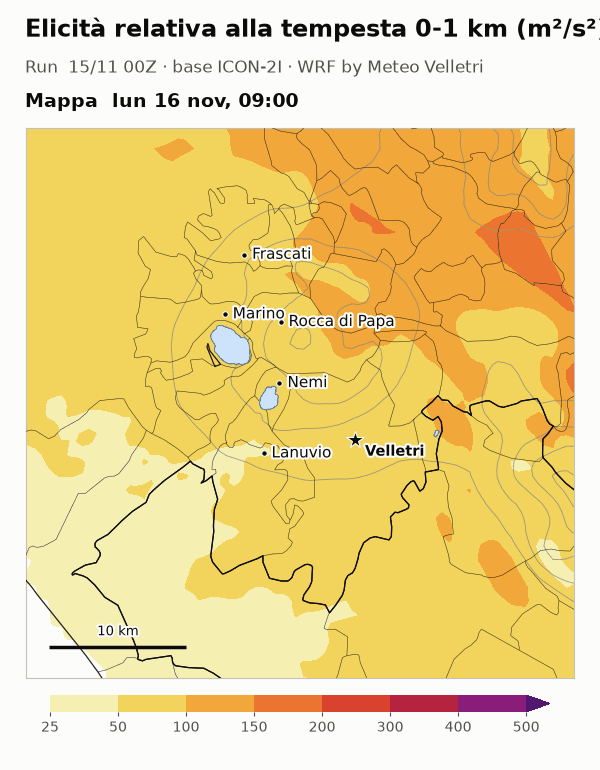 Elicità relativa alla tempesta 0-1 km (m²/s²)
Run  15/11 00Z · base ICON-2I · WRF by Meteo Velletri
Mappa  lun 16 nov, 09:00
Frascati
Marino
Rocca di Papa
Nemi
Velletri
Lanuvio
10 km
25 50 100 150 200 300 400 500